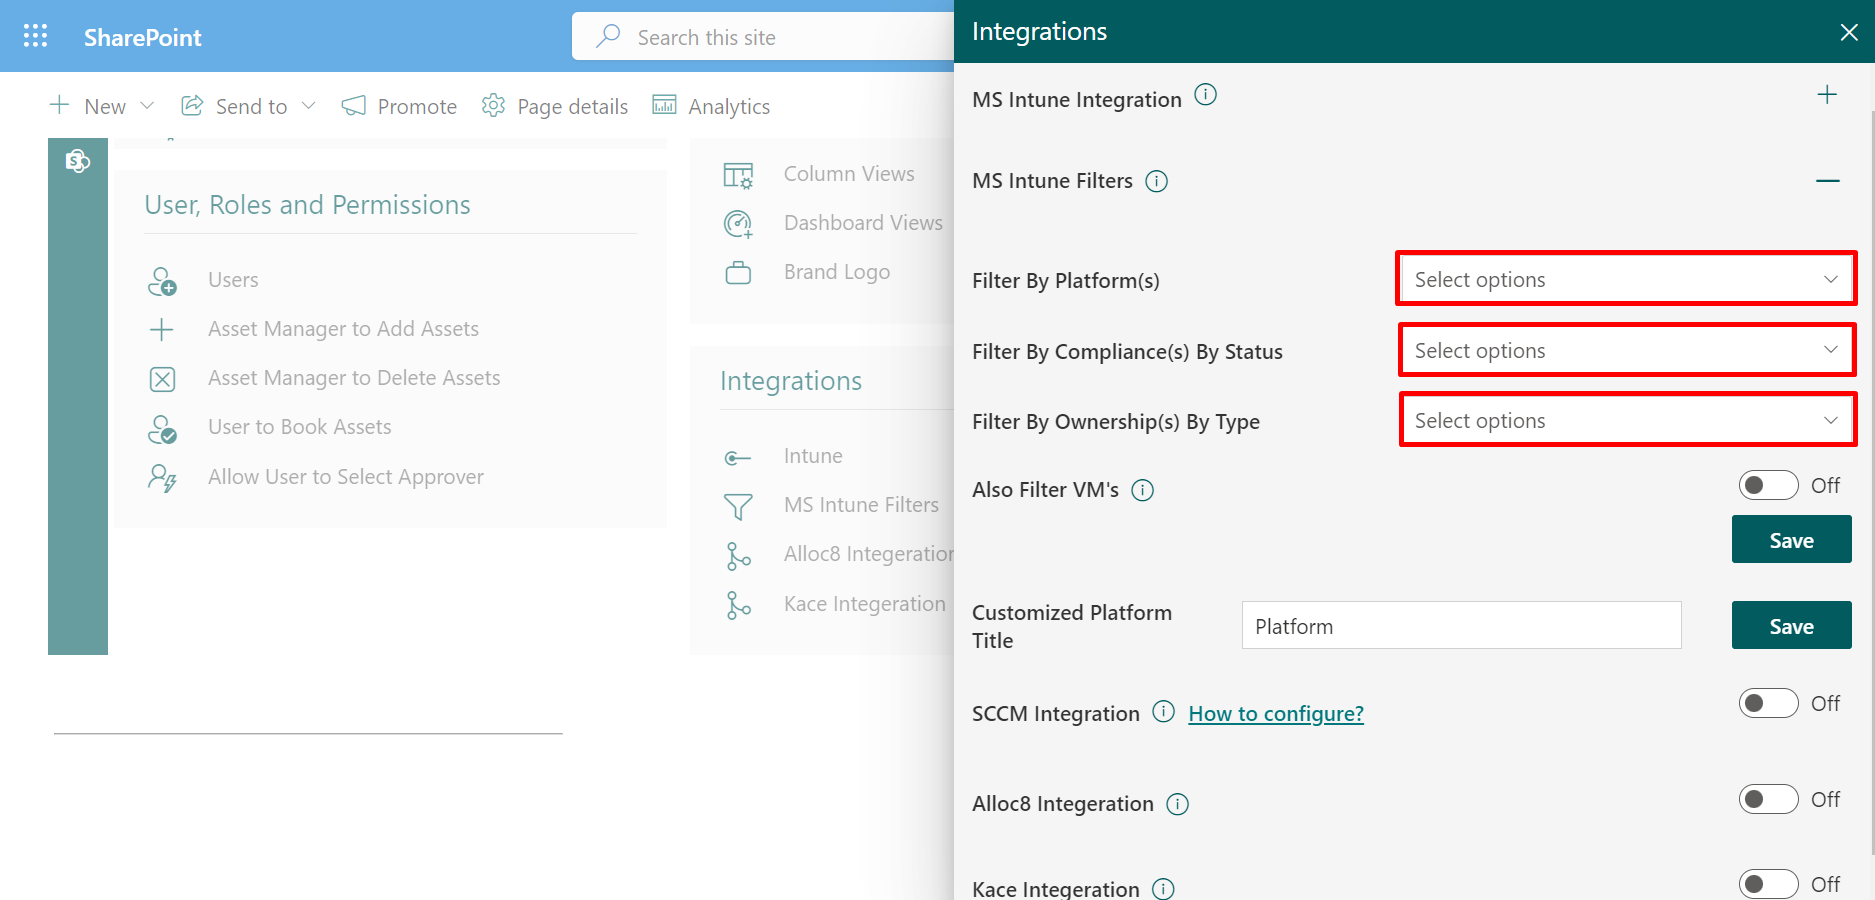 SharePoint
Search this site
New
Send to
Promote
Page details
Analytics
S
User, Roles and Permissions
Users
Asset Manager to Add Assets
Asset Manager to Delete Assets
User to Book Assets
Allow User to Select Approver
Column Views
Dashboard Views
Brand Logo
Integrations
Intune
MS Intune Filters
Alloc8 Integeration
Kace Integeration
Integrations
MS Intune Integration
MS Intune Filters
Filter By Platform(s)
Select options
Filter By Compliance(s) By Status
Select options
Filter By Ownership(s) By Type
Select options
Also Filter VM's
Off
Save
Customized Platform
Title
Platform
Save
SCCM Integration
How to configure?
Off
Alloc8 Integeration
Off
Kace Integeration
Off